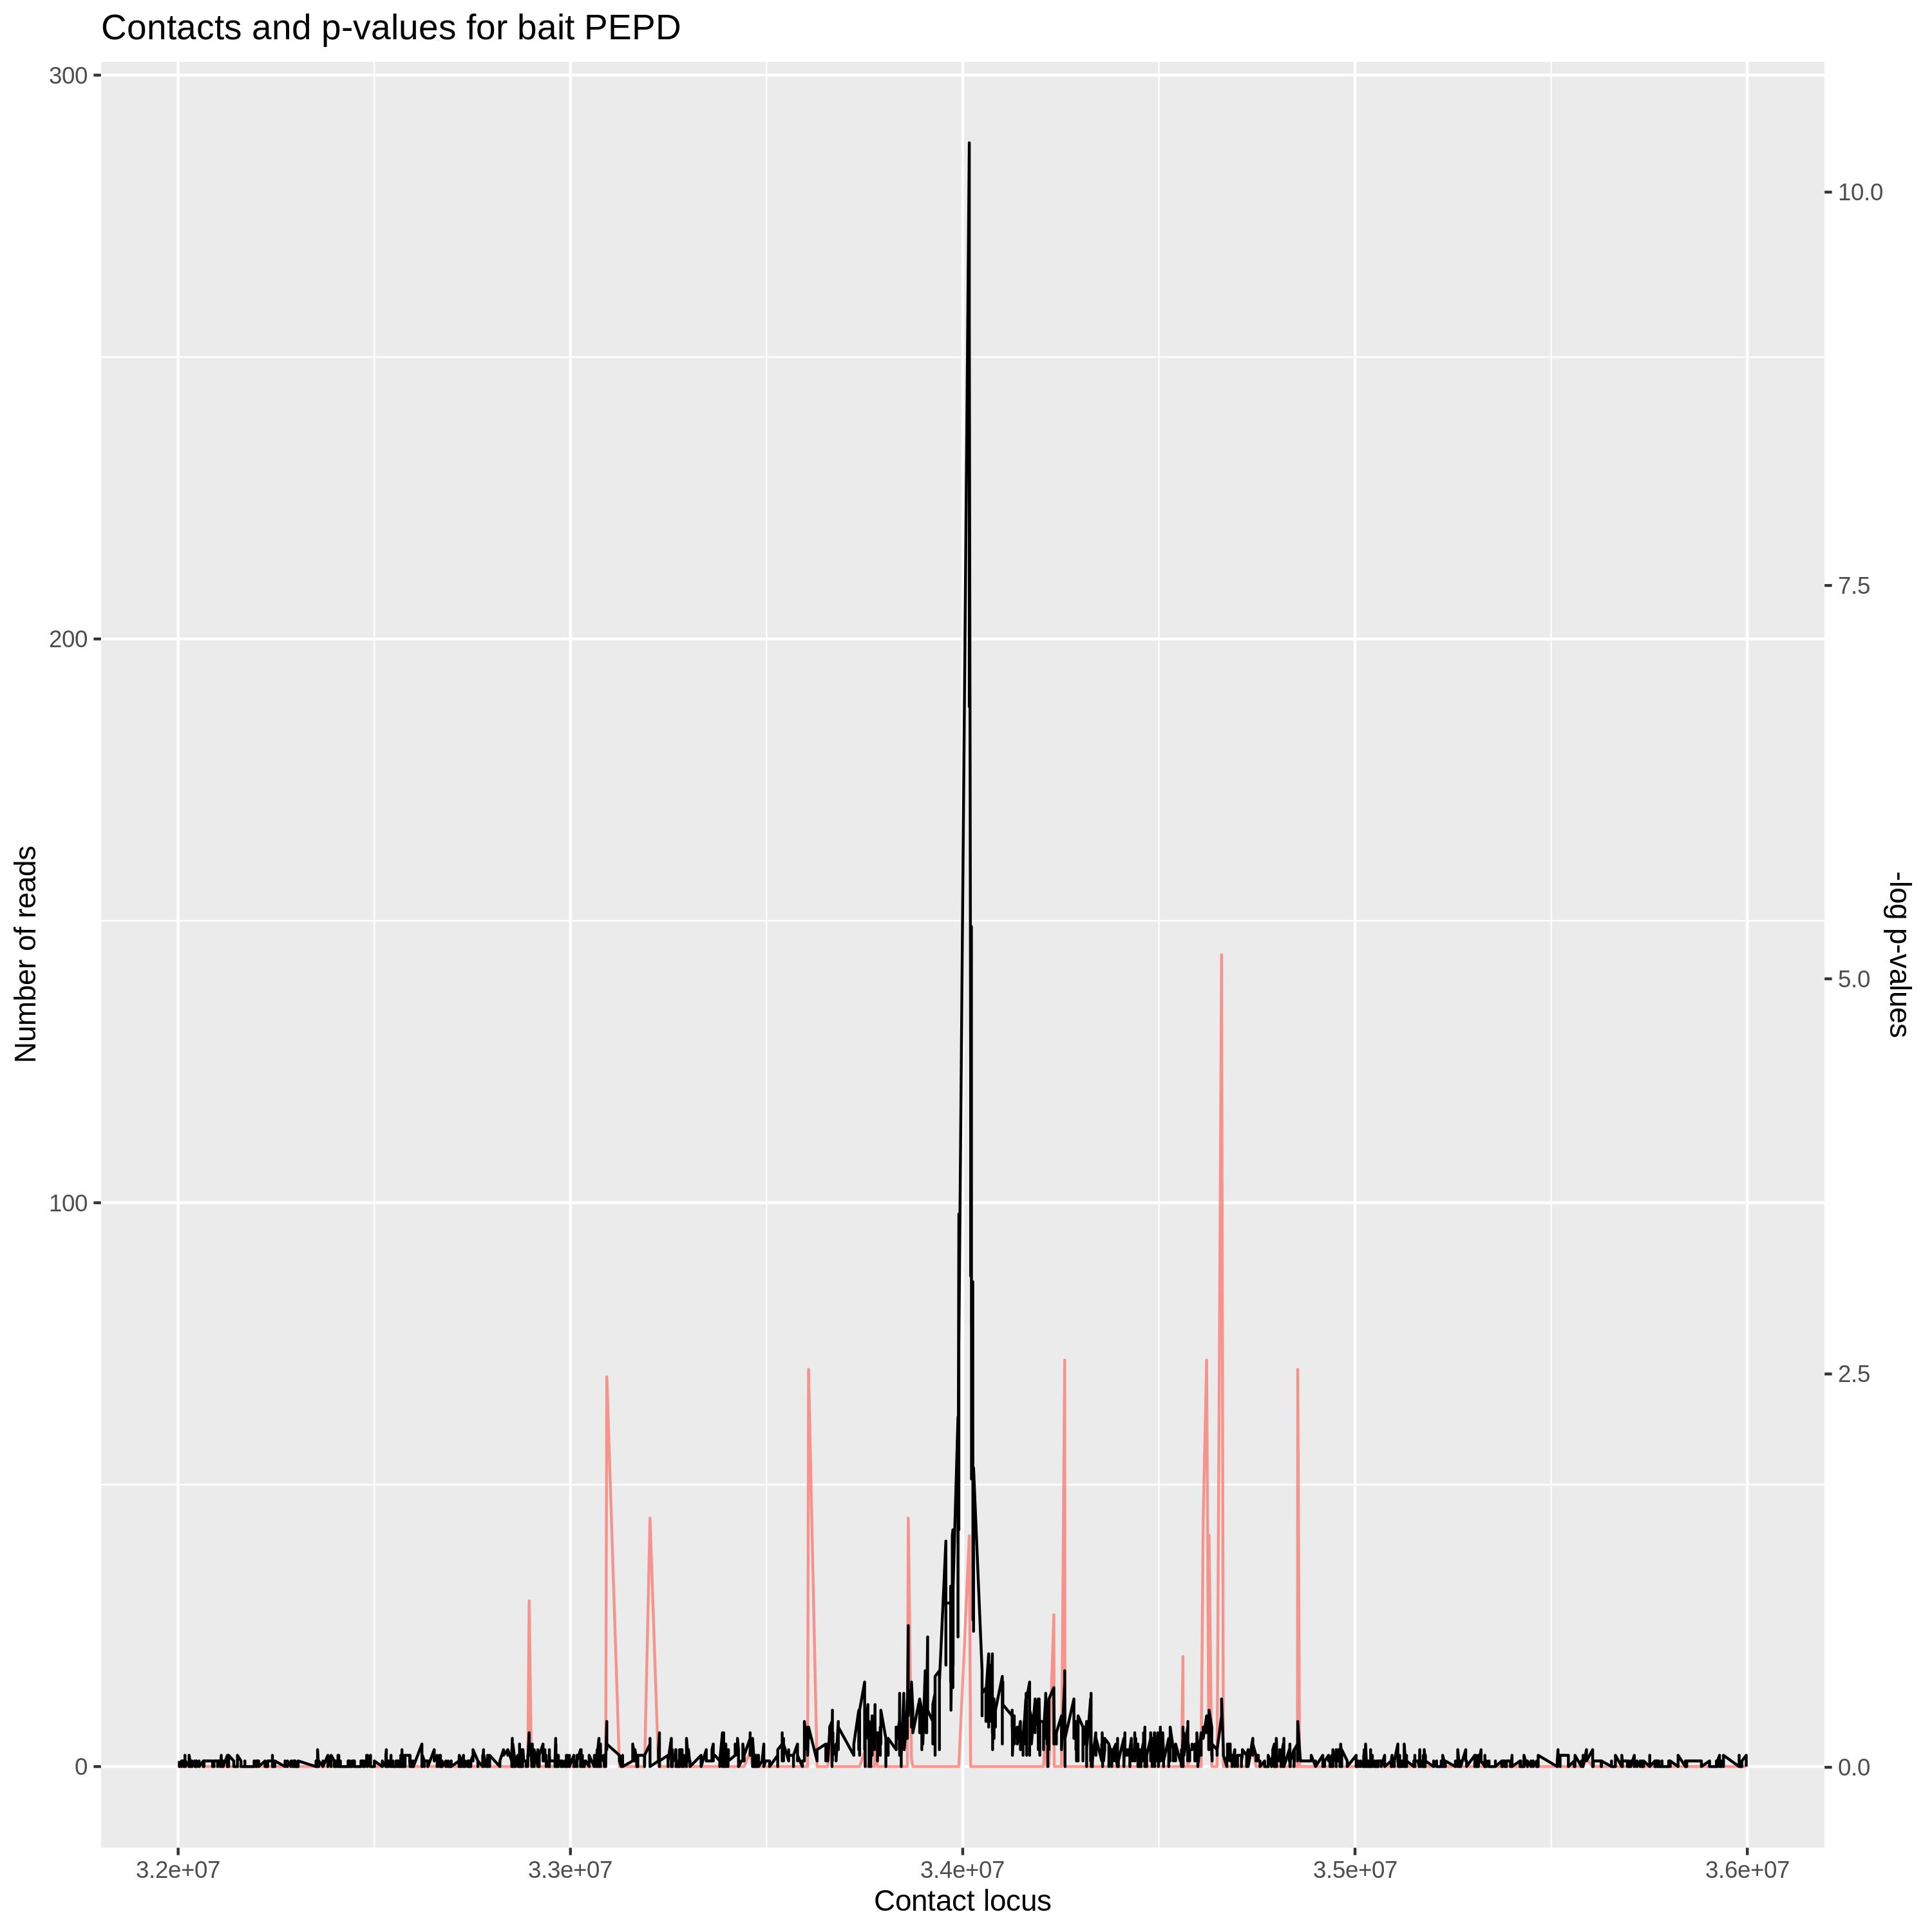 Contacts and p-values for bait PEPD
300
200
100
0
Number of reads
10.0
7.5
5.0
2.5
0.0
-log p-values
3.2e+07 3.3e+07 3.4e+07 3.5e+07 3.6e+07
Contact locus